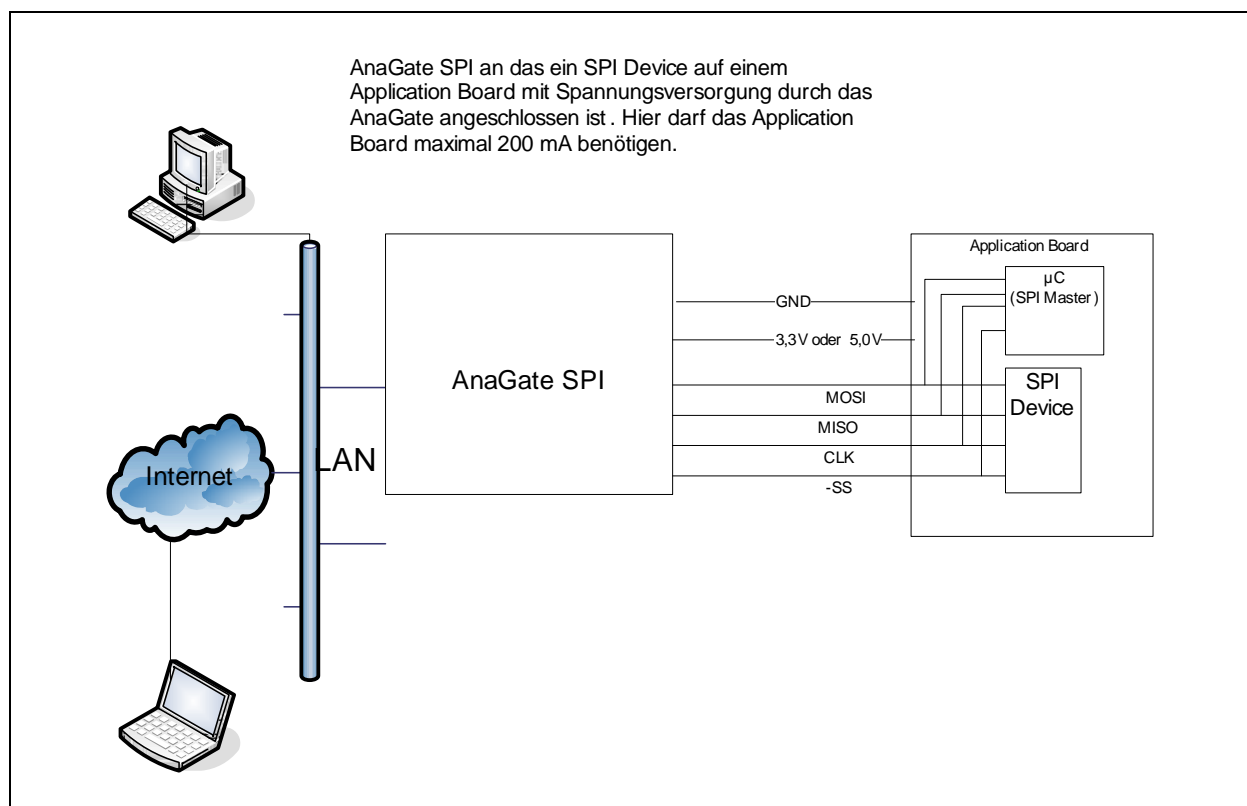 AnaGate SPI an das ein SPI Device auf einem
Application Board mit Spannungsversorgung durch das
AnaGate angeschlossen ist . Hier darf das Application
Board maximal 200 mA benötigen.
Application Board
µC
(SPI Master)
GND
3,3V oder 5,0V
AnaGate SPI
SPI
Device
MOSI
MISO
CLK
-SS
LAN
Internet